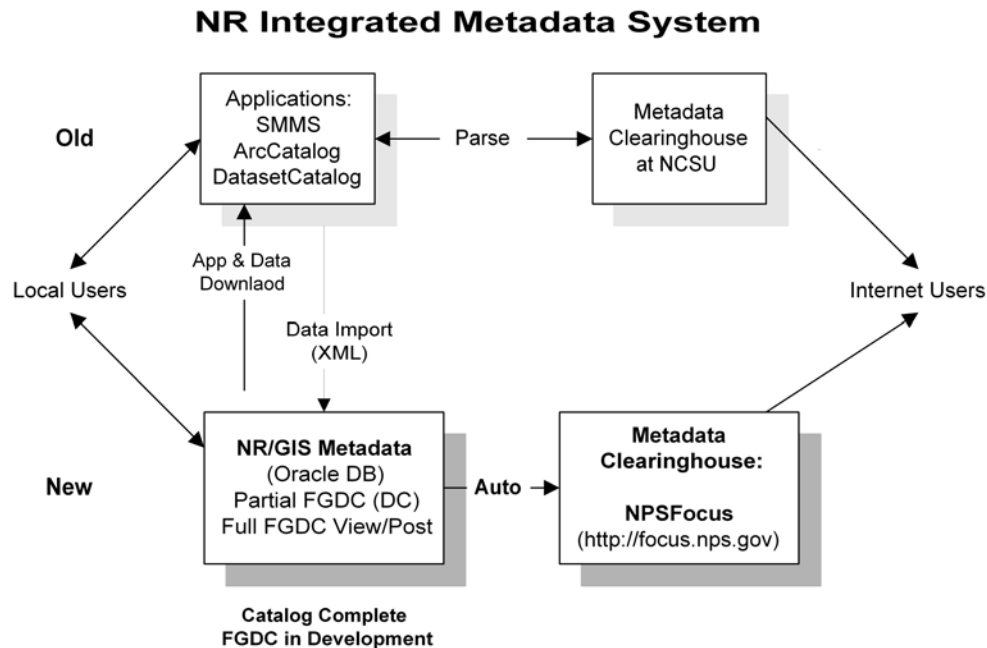 NR Integrated Metadata System
Old
Applications:
SMMS
ArcCatalog
DatasetCatalog
Parse
Metadata
Clearinghouse
at NCSU
App & Data
Downlaod
Local Users
Internet Users
Data Import
(XML)
New
NR/GIS Metadata
(Oracle DB)
Partial FGDC (DC)
Full FGDC View/Post
Auto
Metadata
Clearinghouse:
NPSFocus
(http://focus.nps.gov)
Catalog Complete
FGDC in Development